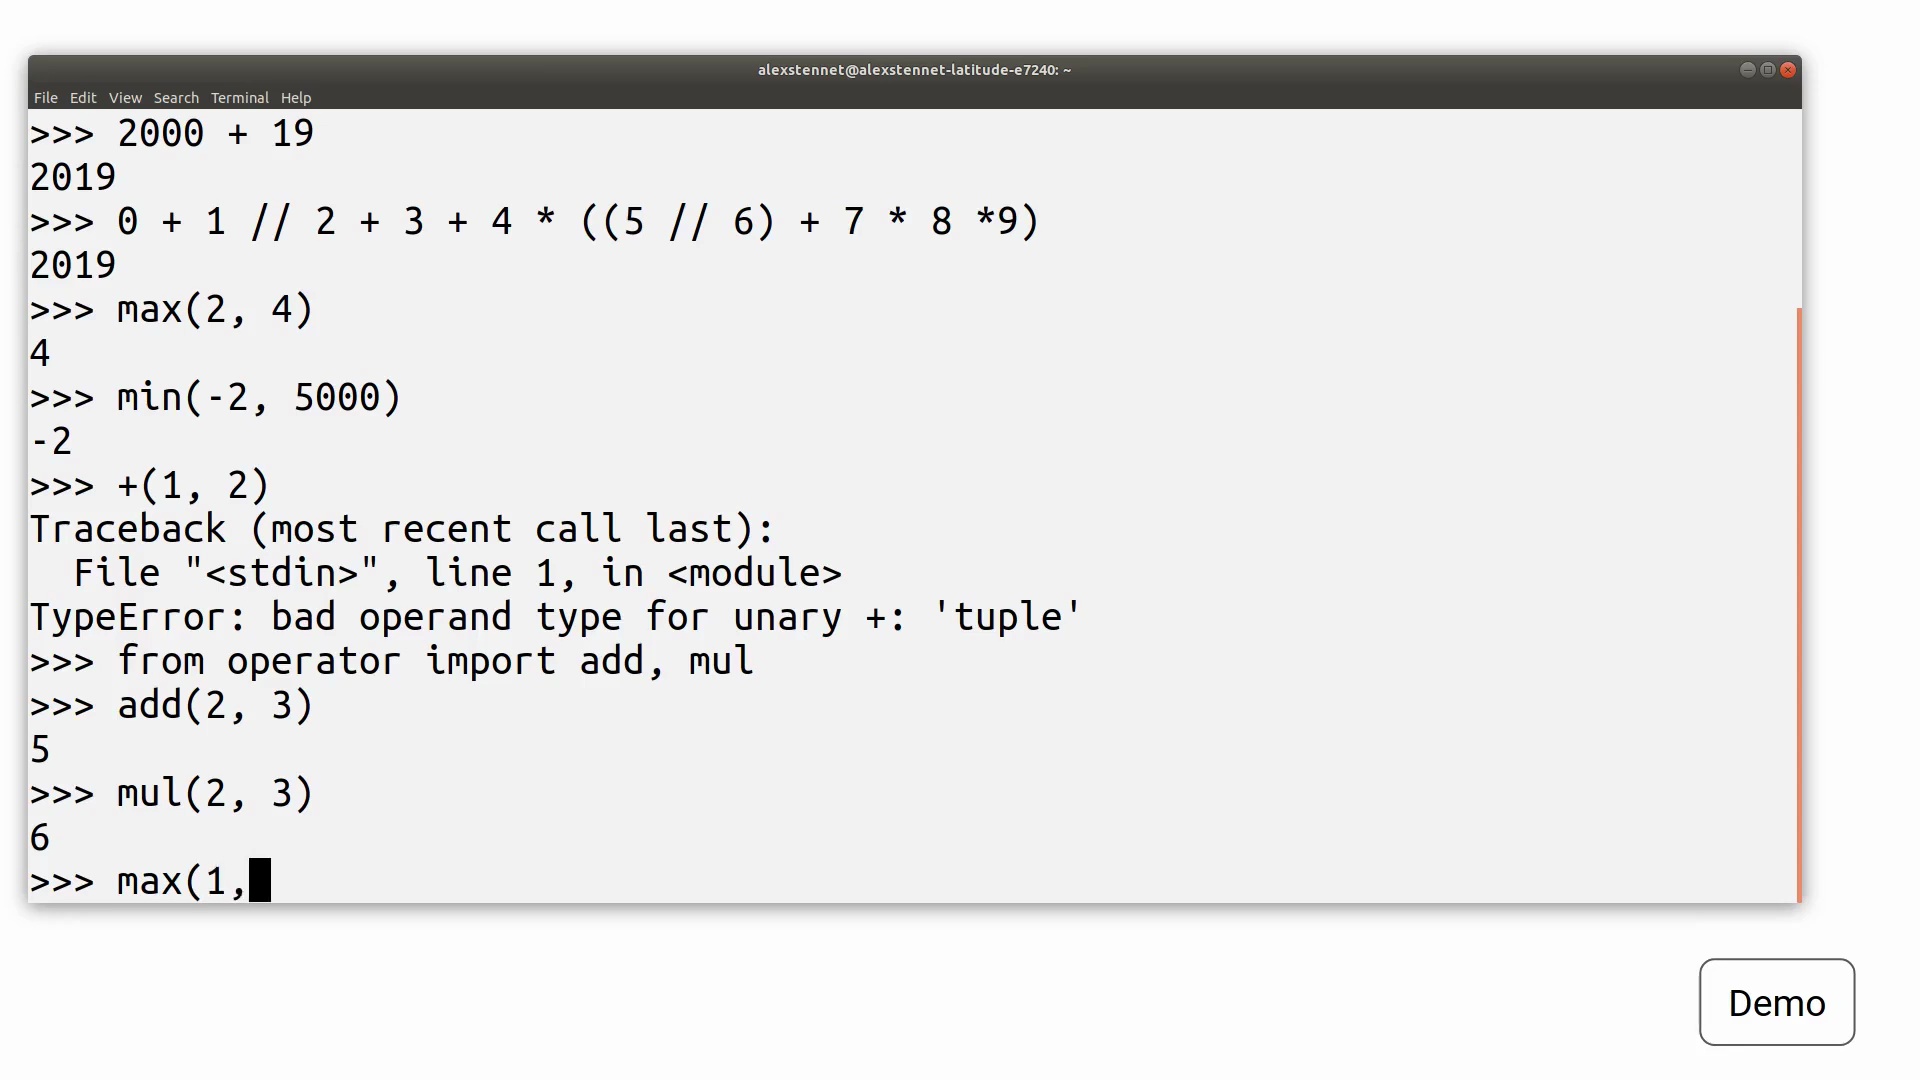 alexstennet@alexstennet-latitude-e7240: ~
File Edit View Search Terminal Help
>>> 2000 + 19
2019
>>> 0 + 1 // 2 + 3 + 4 * ((5 // 6) + 7 * 8 *9)
2019
>>> max(2, 4)
4
>>> min(-2, 5000)
-2
>>> +(1, 2)
Traceback (most recent call last):
  File "<stdin>", line 1, in <module>
TypeError: bad operand type for unary +: 'tuple'
>>> from operator import add, mul
>>> add(2, 3)
5
>>> mul(2, 3)
6
>>> max(1,
Demo